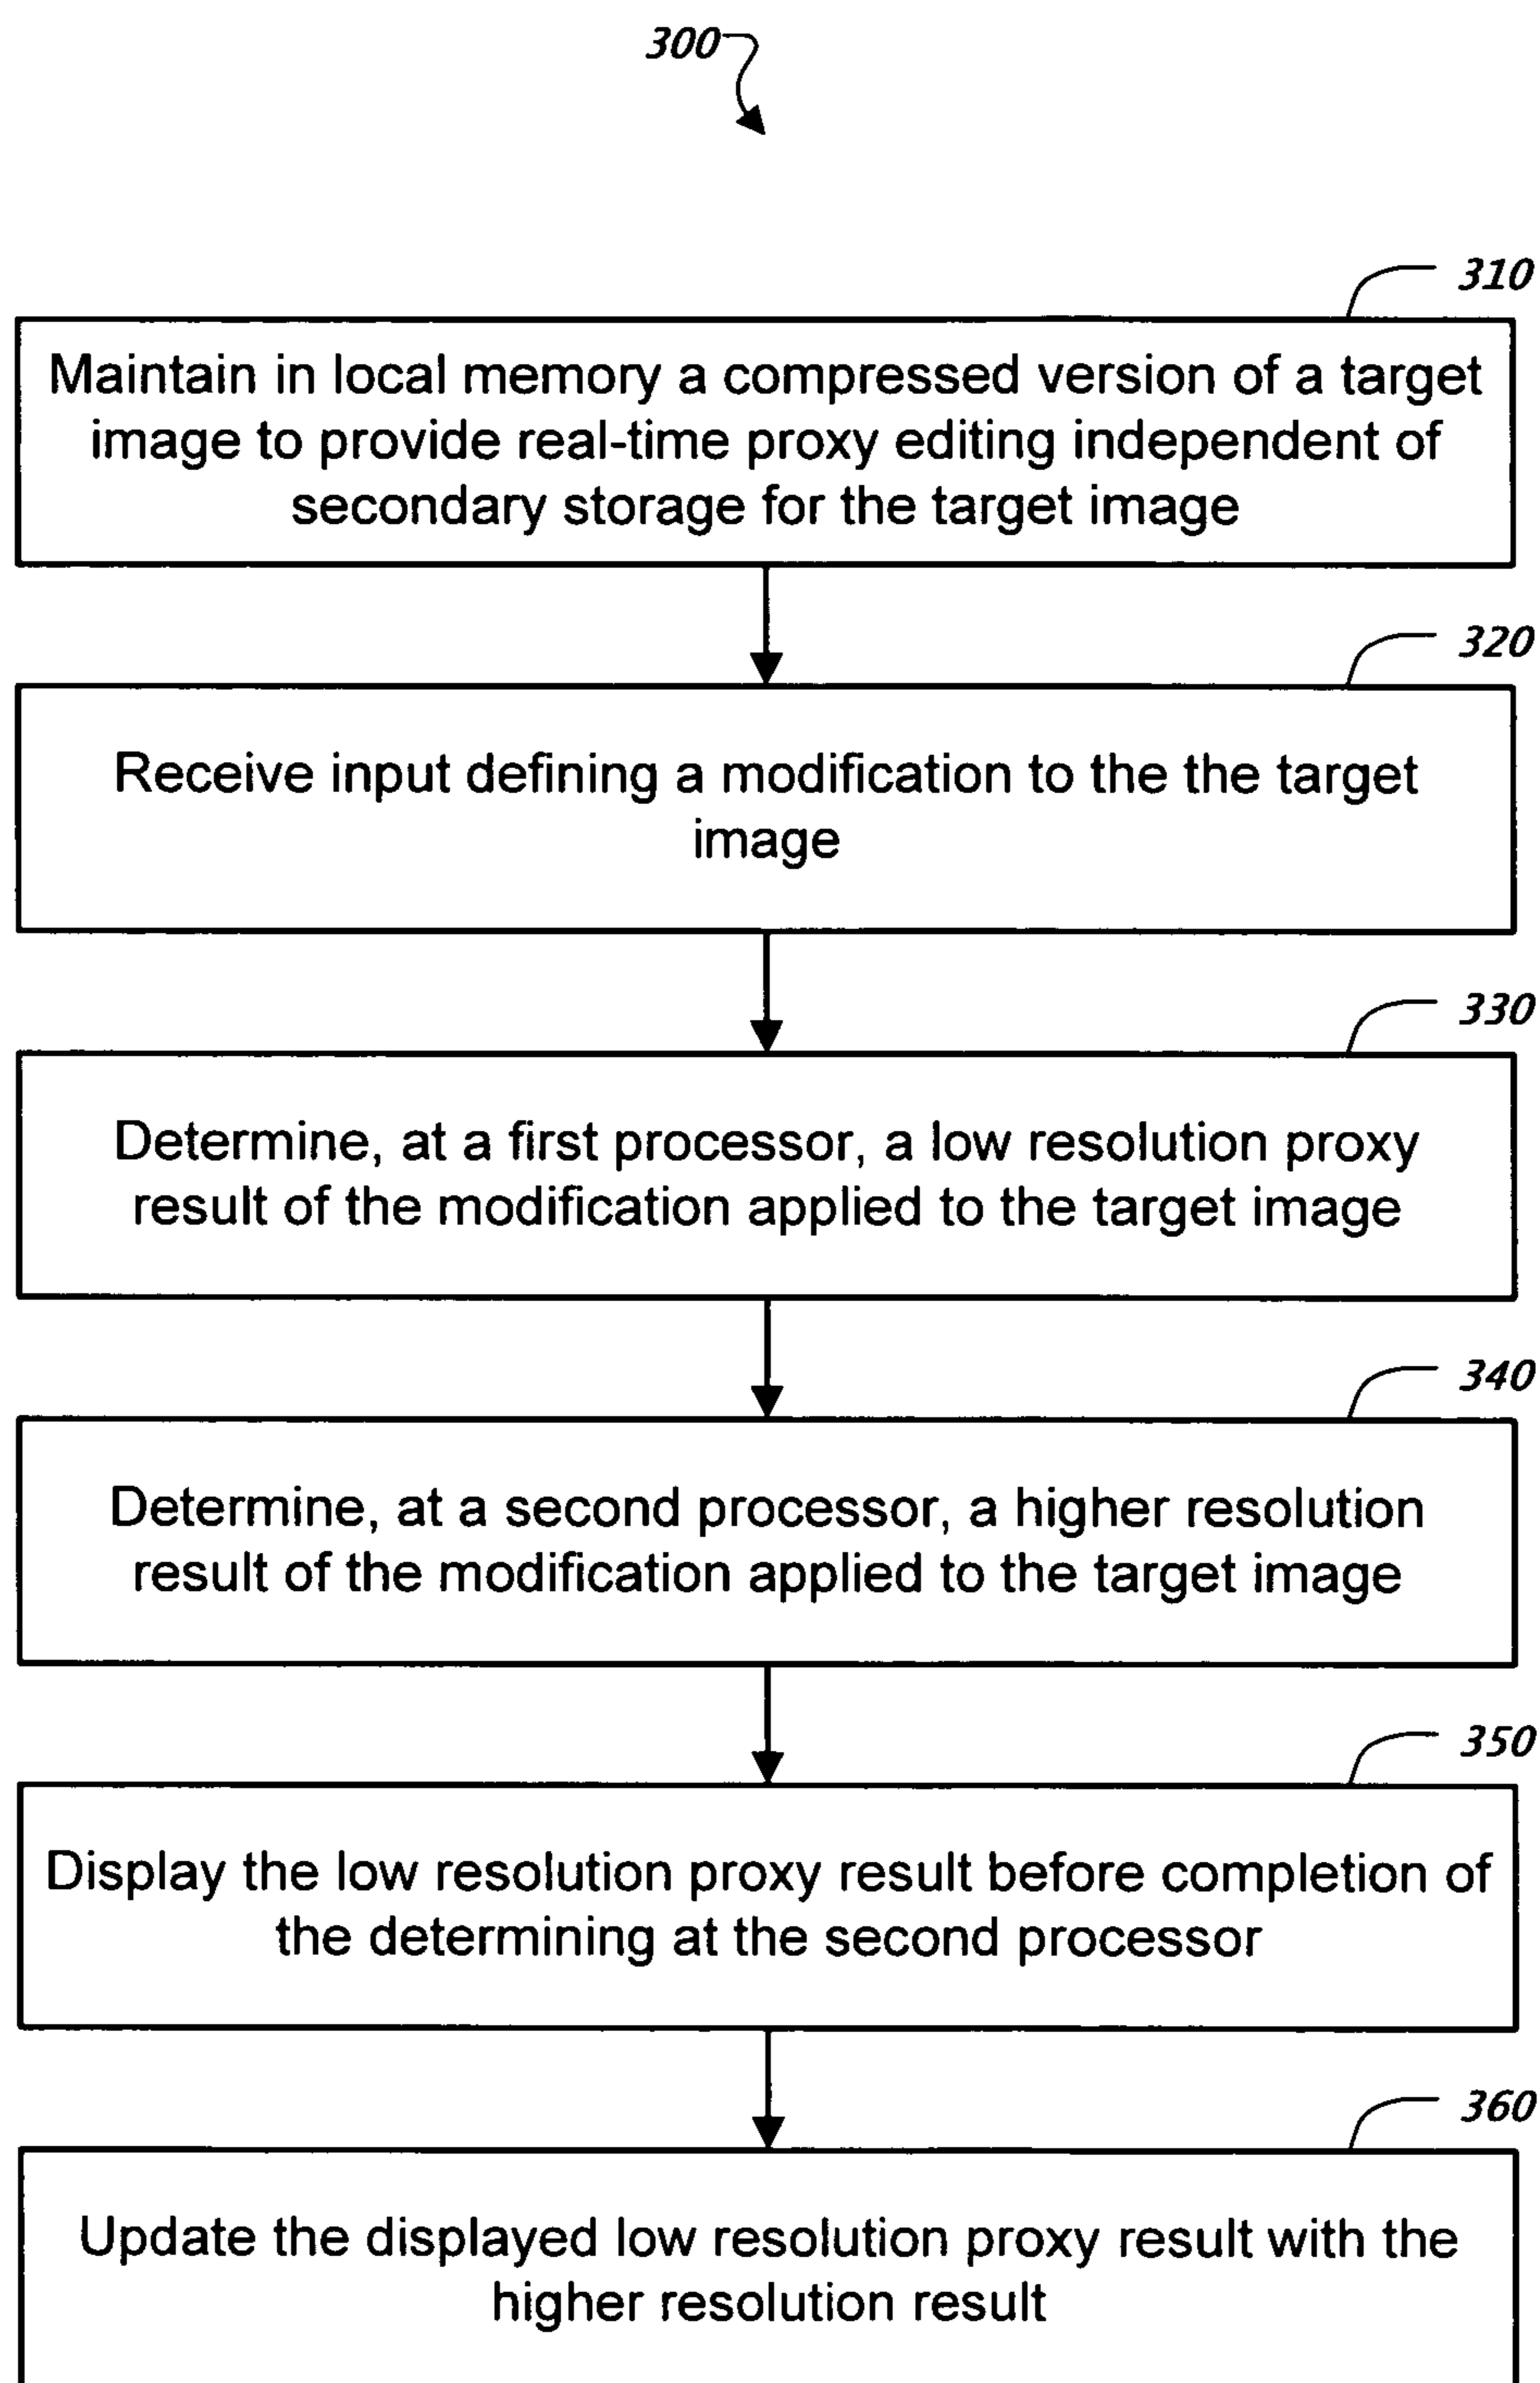 300
310
Maintain in local memory a compressed version of a target
image to provide real-time proxy editing independent of
secondary storage for the target image
320
Receive input defining a modification to the the target
image
330
Determine, at a first processor, a low resolution proxy
result of the modification applied to the target image
340
Determine, at a second processor, a higher resolution
result of the modification applied to the target image
350
Display the low resolution proxy result before completion of
the determining at the second processor
360
Update the displayed low resolution proxy result with the
higher resolution result